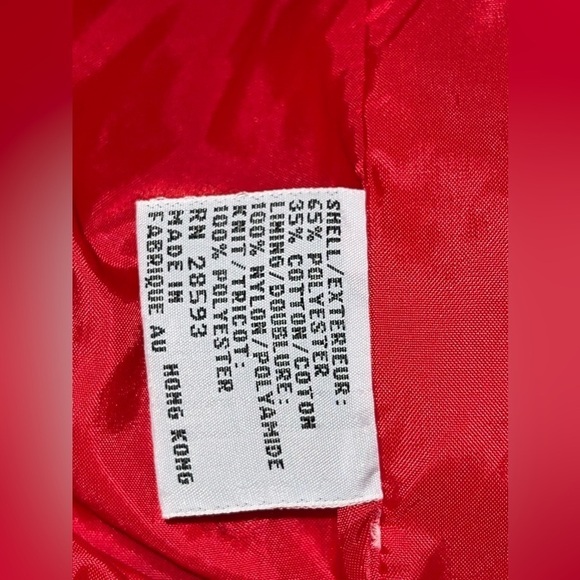 SHELL/EXTERIEUR:
65% POLYESTER
35% COTTON/COTON
LINING/DOUBLURE:
100% NYLON/POLYAMIDE
KNIT/TRICOT:
100% POLYESTER
RN 28593
MADE IN
FABRIQUE AU HONG KONG